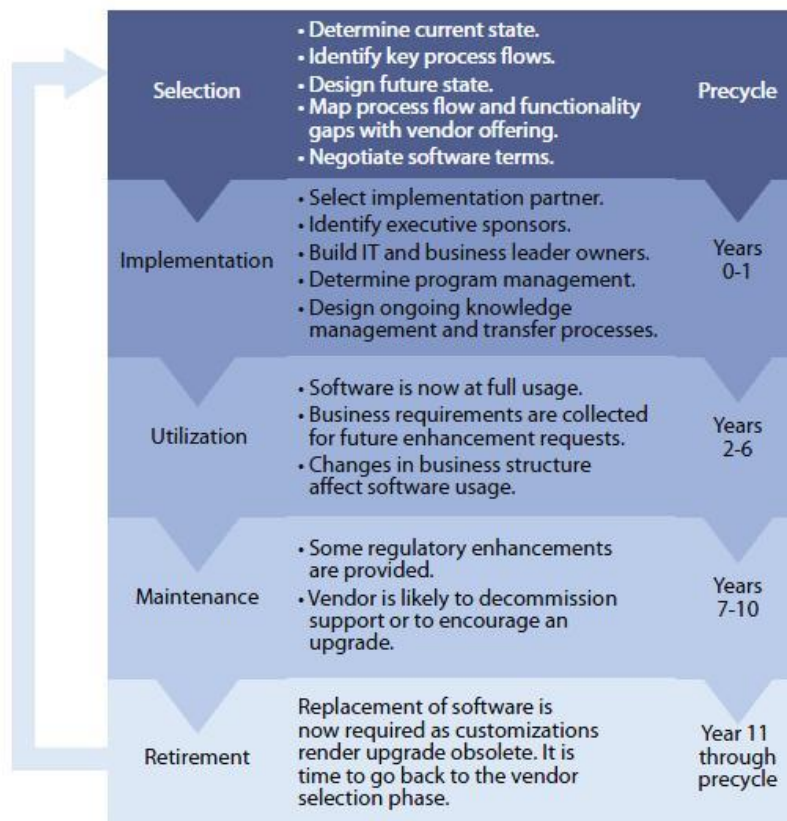 Selection
• Determine current state.
• Identify key process flows.
• Design future state.
• Map process flow and functionality
gaps with vendor offering.
• Negotiate software terms.
Precycle
Implementation
• Select implementation partner.
• Identify executive sponsors.
• Build IT and business leader owners.
• Determine program management.
• Design ongoing knowledge
management and transfer processes.
Years
0-1
Utilization
• Software is now at full usage.
• Business requirements are collected
for future enhancement requests.
• Changes in business structure
affect software usage.
Years
2-6
Maintenance
• Some regulatory enhancements
are provided.
• Vendor is likely to decommission
support or to encourage an
upgrade.
Years
7-10
Retirement
Replacement of software is
now required as customizations
render upgrade obsolete. It is
time to go back to the vendor
selection phase.
Year 11
through
precycle